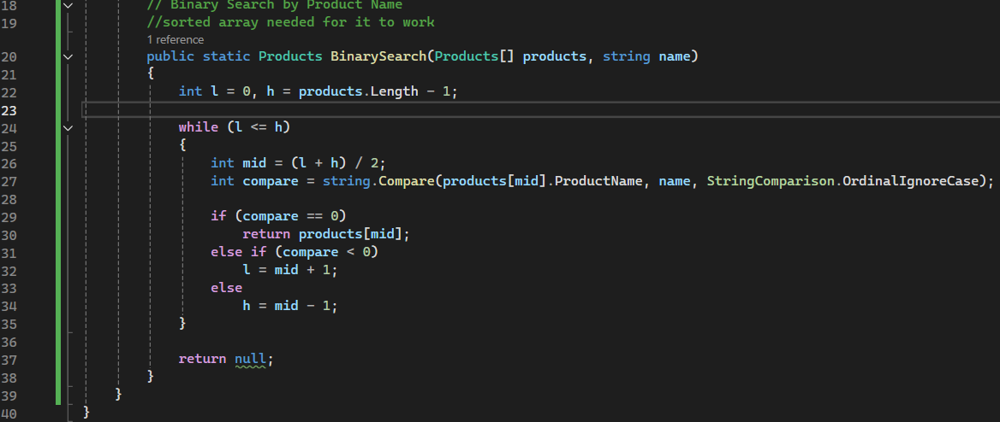 18 // Binary Search by Product Name
19 //sorted array needed for it to work
1 reference
20 public static Products BinarySearch(Products[] products, string name)
21 {
22 int l = 0, h = products.Length - 1;
23
24 while (l <= h)
25 {
26 int mid = (l + h) / 2;
27 int compare = string.Compare(products[mid].ProductName, name, StringComparison.OrdinalIgnoreCase);
28
29 if (compare == 0)
30 return products[mid];
31 else if (compare < 0)
32 l = mid + 1;
33 else
34 h = mid - 1;
35 }
36
37 return null;
38 }
39 }
40 }